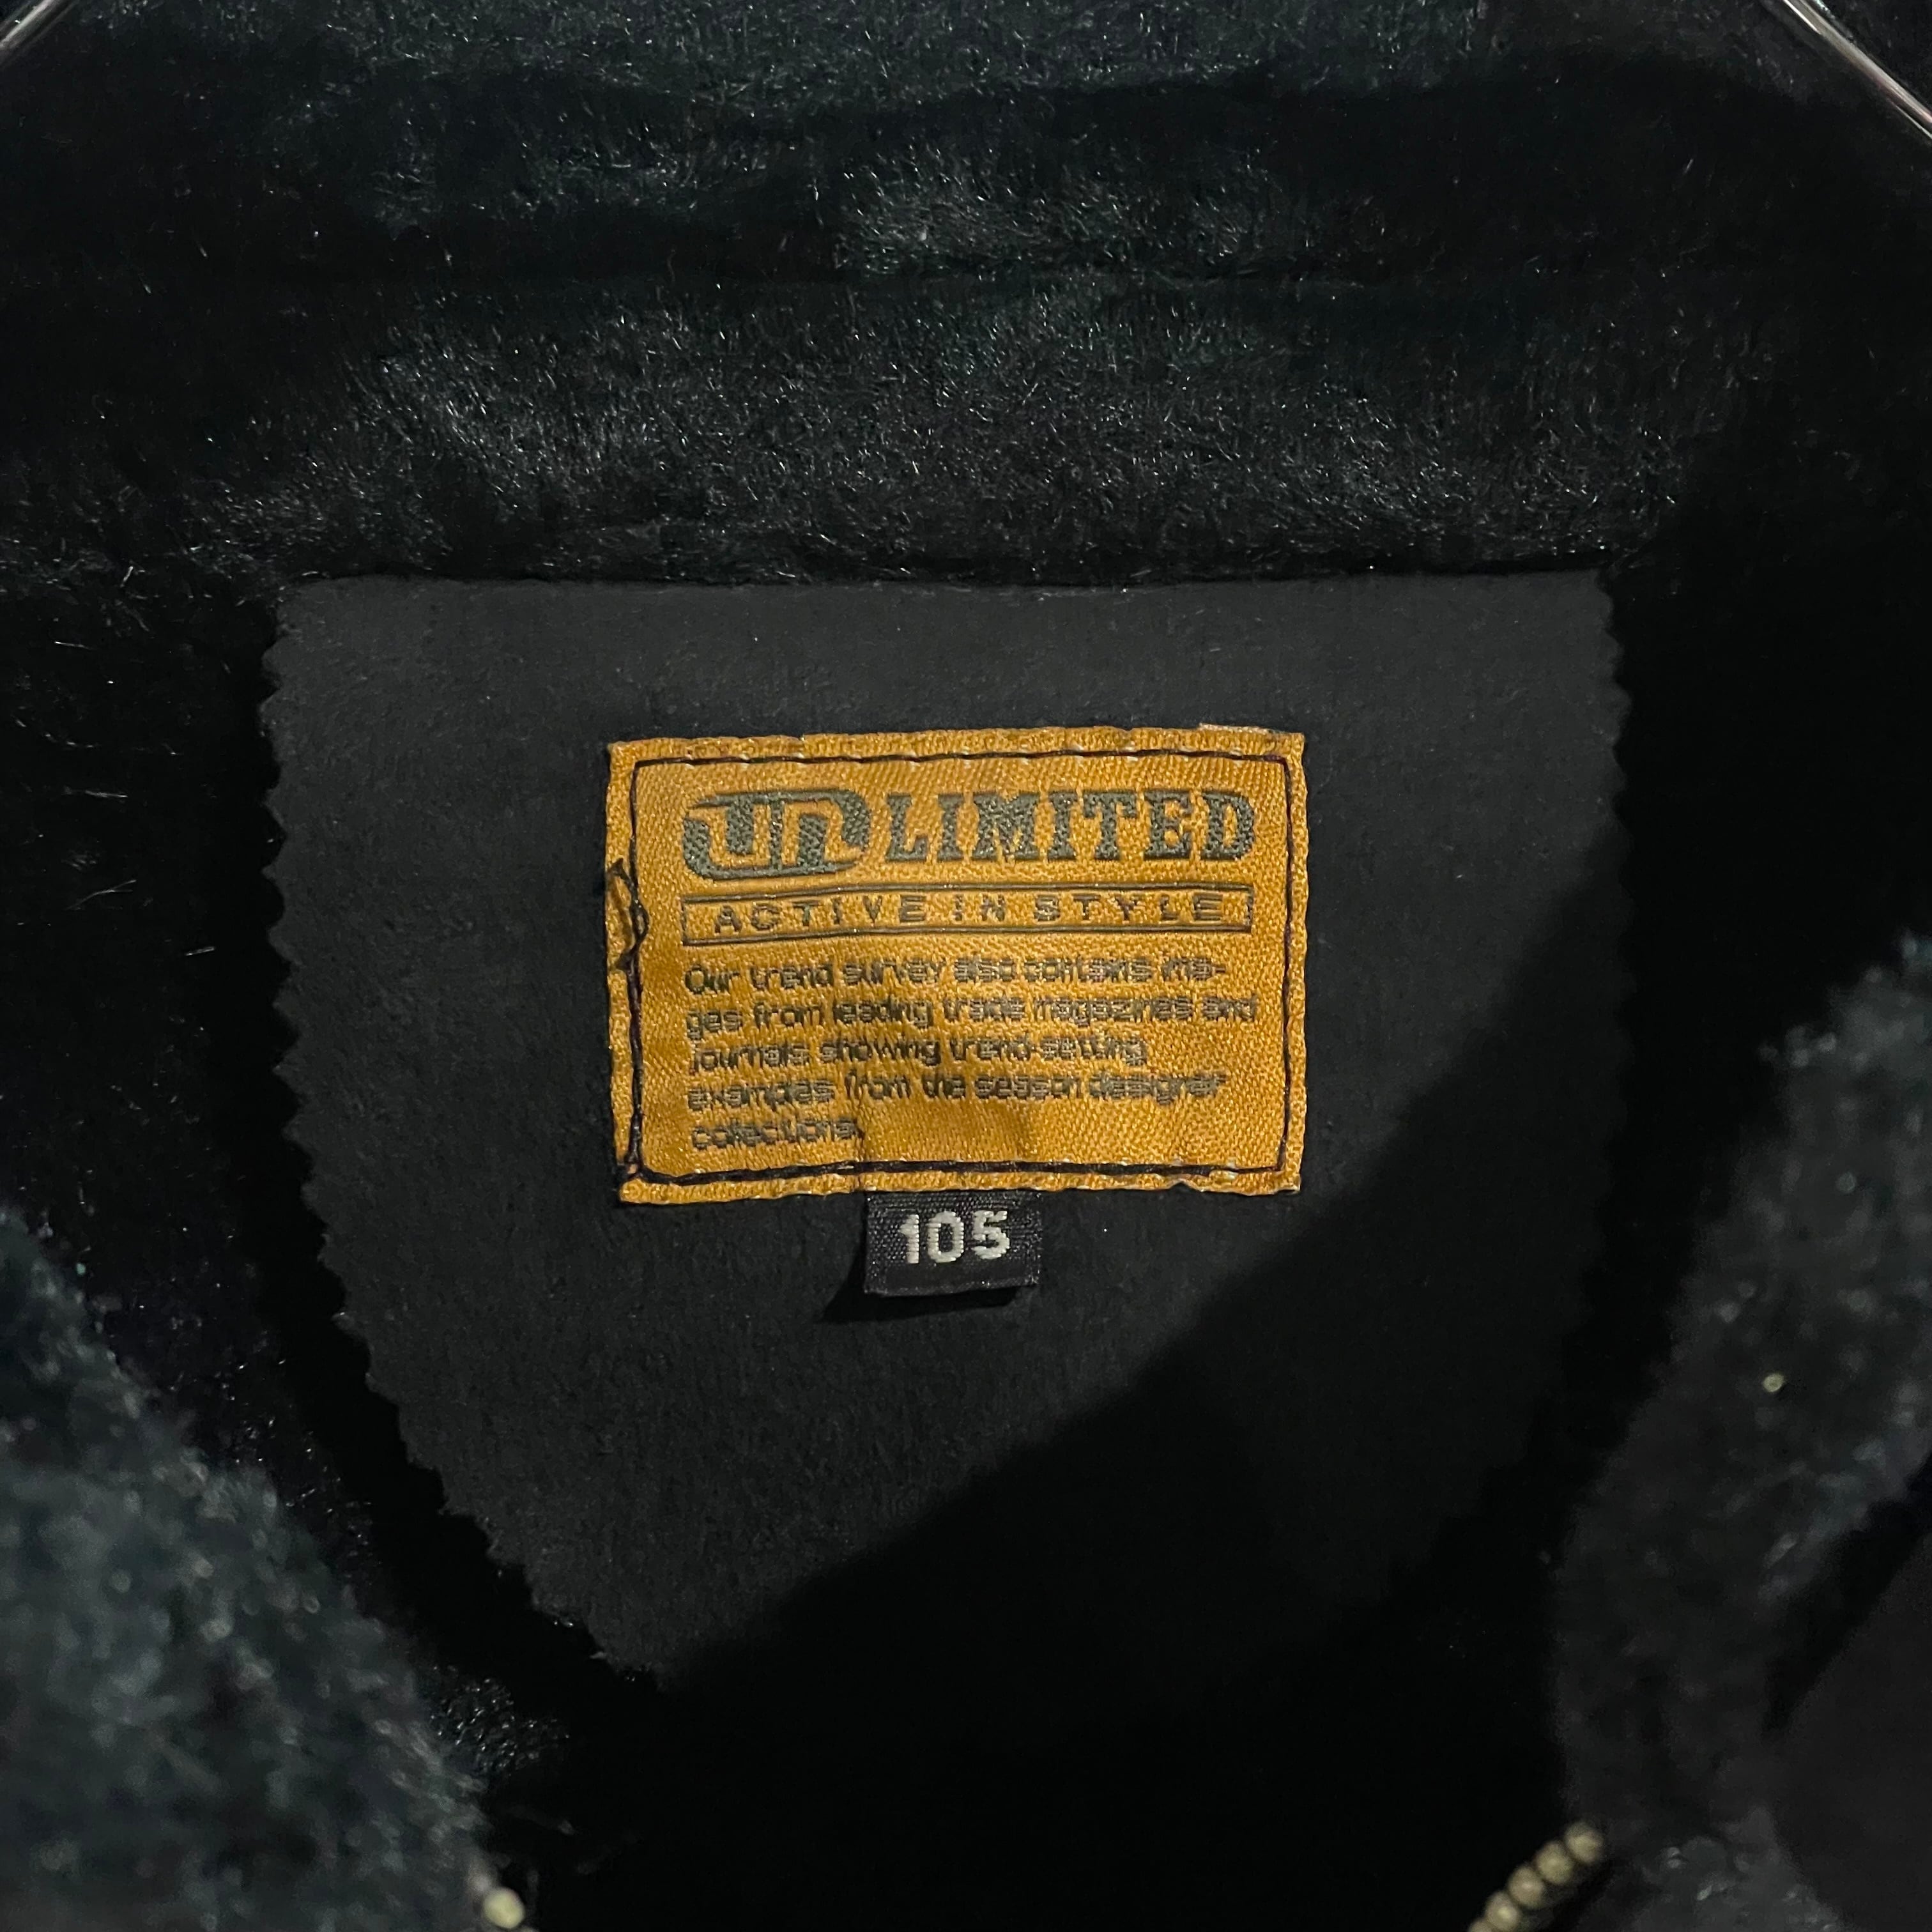 UNLIMITED
ACTIVE IN STYLE
Our trend survey also contains ima-
ges from leading trade magazines and
journals showing trend-setting
examples from the season designer
collections.
105